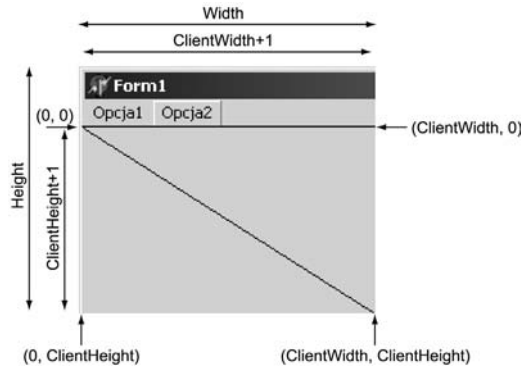 Width
ClientWidth+1
Form1
Opcja1 Opcja2
(0, 0)
(ClientWidth, 0)
Height
ClientHeight+1
(0, ClientHeight)
(ClientWidth, ClientHeight)